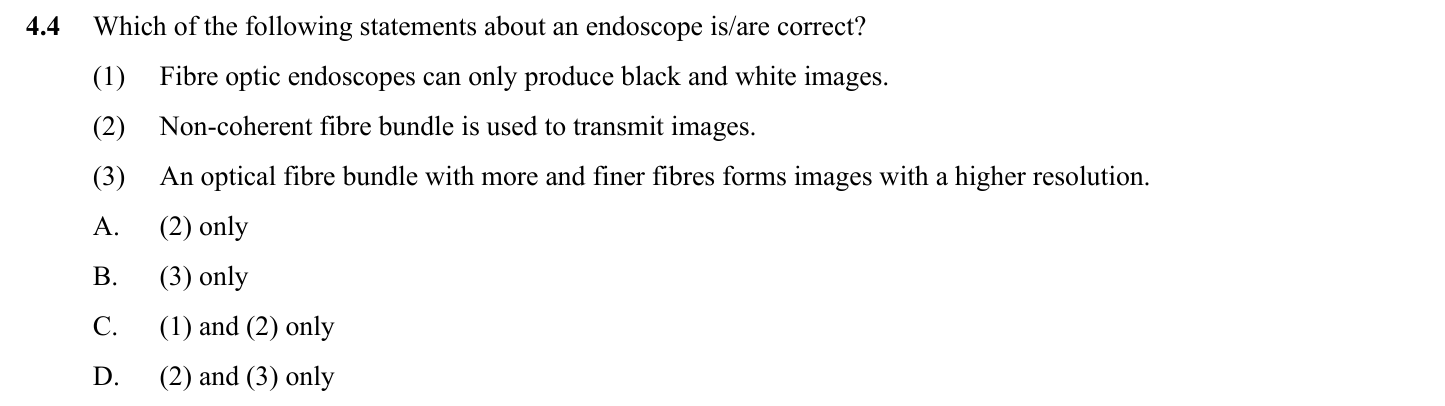 4.4 Which of the following statements about an endoscope is/are correct?
(1) Fibre optic endoscopes can only produce black and white images.
(2) Non-coherent fibre bundle is used to transmit images.
(3) An optical fibre bundle with more and finer fibres forms images with a higher resolution.
A. (2) only
B. (3) only
C. (1) and (2) only
D. (2) and (3) only